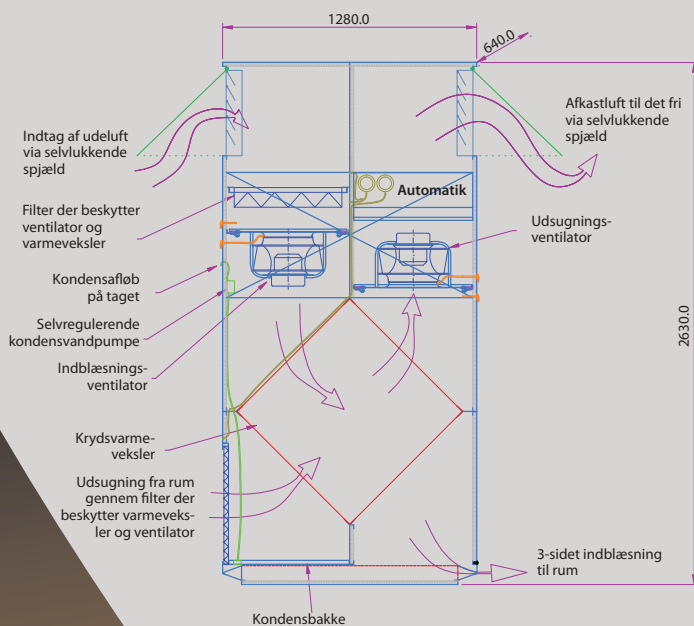 1280.0
640.0
Indtag af udeluft
via selvlukkende
spjæld
Afkastluft til det fri
via selvlukkende
spjæld
Automatik
Filter der beskytter
ventilator og
varmeveksler
Udsugnings-
ventilator
Kondensafløb
på taget
Selvregulerende
kondensvandpumpe
Indblæsnings-
ventilator
2630.0
Krydsvarme-
veksler
Udsugning fra rum
gennem filter der
beskytter varmeveks-
ler og ventilator
3-sidet indblæsning
til rum
Kondensbakke